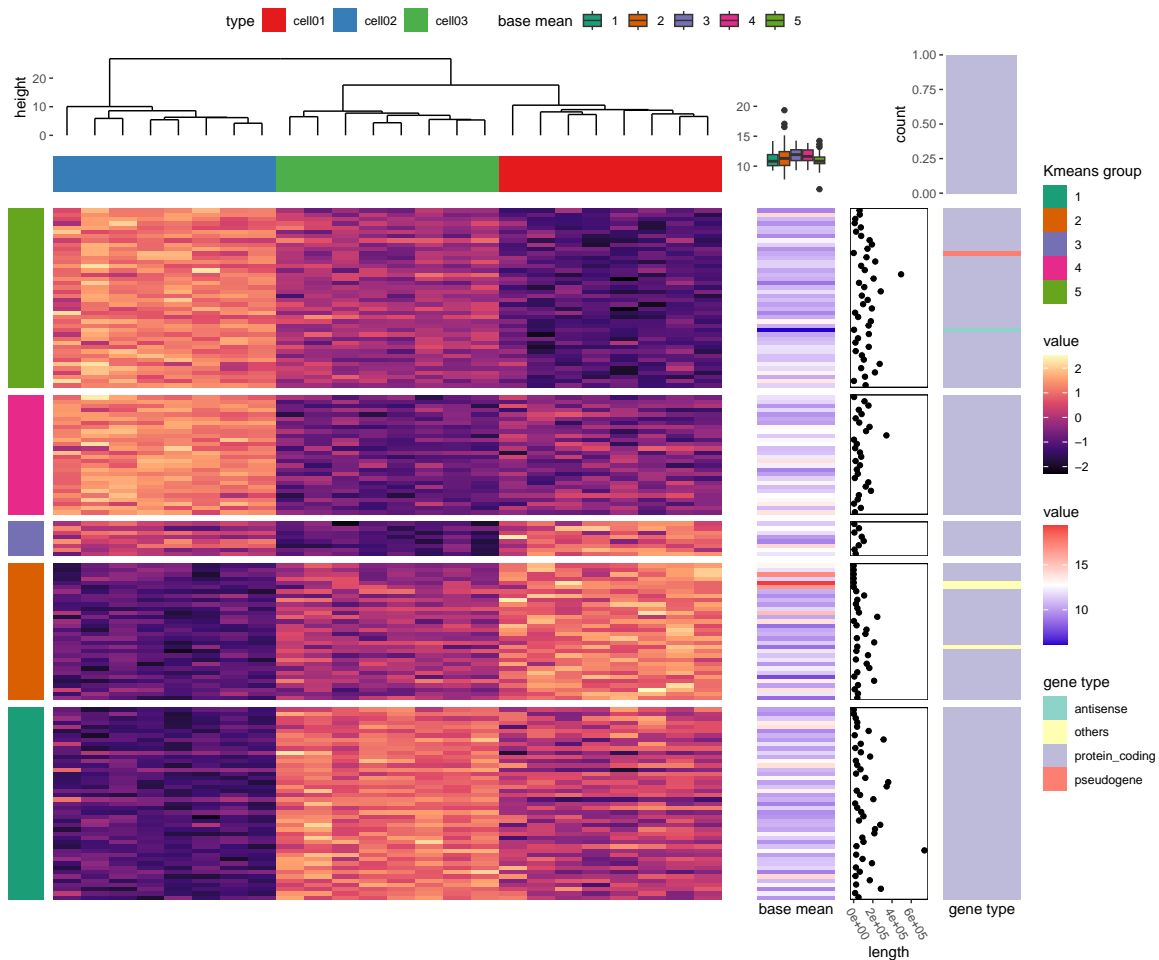 type cell01 cell02 cell03 base mean 1 2 3 4 5
height
20
10
0
20
15
10
count
1.00
0.75
0.50
0.25
0.00
Kmeans group
1
2
3
4
5
value
2
1
0
−1
−2
value
15
10
gene type
antisense
others
protein_coding
pseudogene
base mean
0e+00
2e+05
4e+05
6e+05
length
gene type